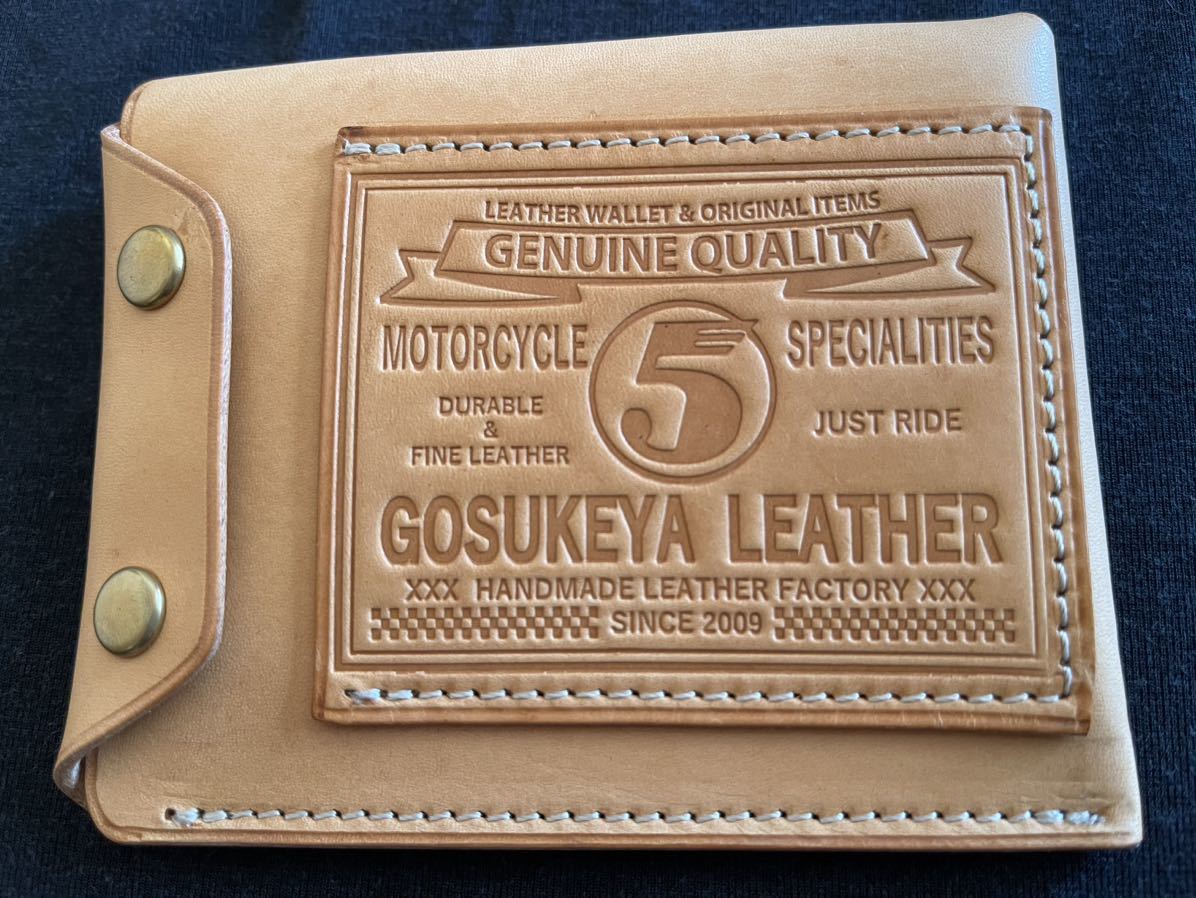 LEATHER WALLET & ORIGINAL ITEMS
GENUINE QUALITY
MOTORCYCLE 5 SPECIALITIES
DURABLE
&
FINE LEATHER
JUST RIDE
GOSUKEYA LEATHER
XXX HANDMADE LEATHER FACTORY XXX
SINCE 2009